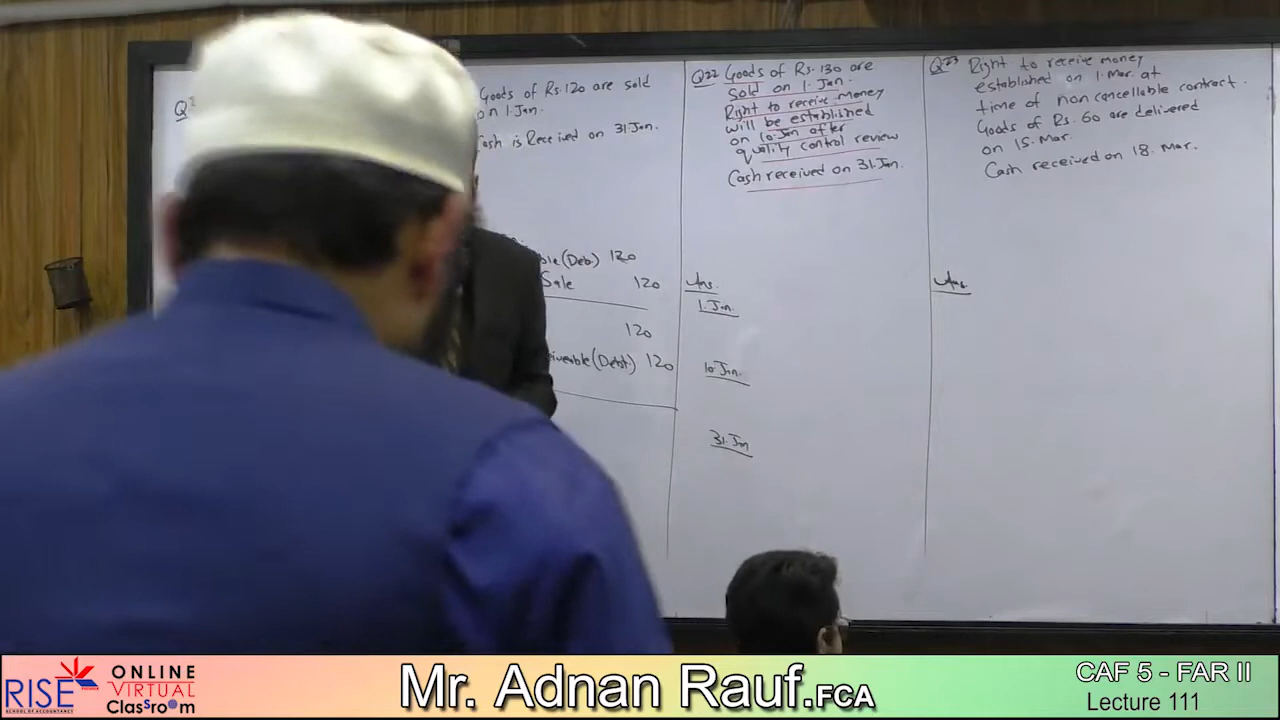 Q
Goods of Rs.120 are sold
on 1.Jan.
Cash is Received on 31.Jan.
(Deb.) 120
Sale 120
120
(Debt.) 120
Q22 Goods of Rs.130 are
Sold on 1.Jan.
Right to receive money
will be established
on 10.Jan after
quality control review
Cash received on 31.Jan.
Ans.
1.Jan.
10.Jan.
31.Jan
Q23 Right to receive money
established on 1.Mar. at
time of non cancellable contract.
Goods of Rs. 60 are delivered
on 15.Mar.
Cash received on 18. Mar.
Ans.
RISE
SCHOOL OF ACCOUNTANCY
ONLINE
VIRTUAL
Classroom
Mr. Adnan Rauf.FCA
CAF 5 - FAR II
Lecture 111